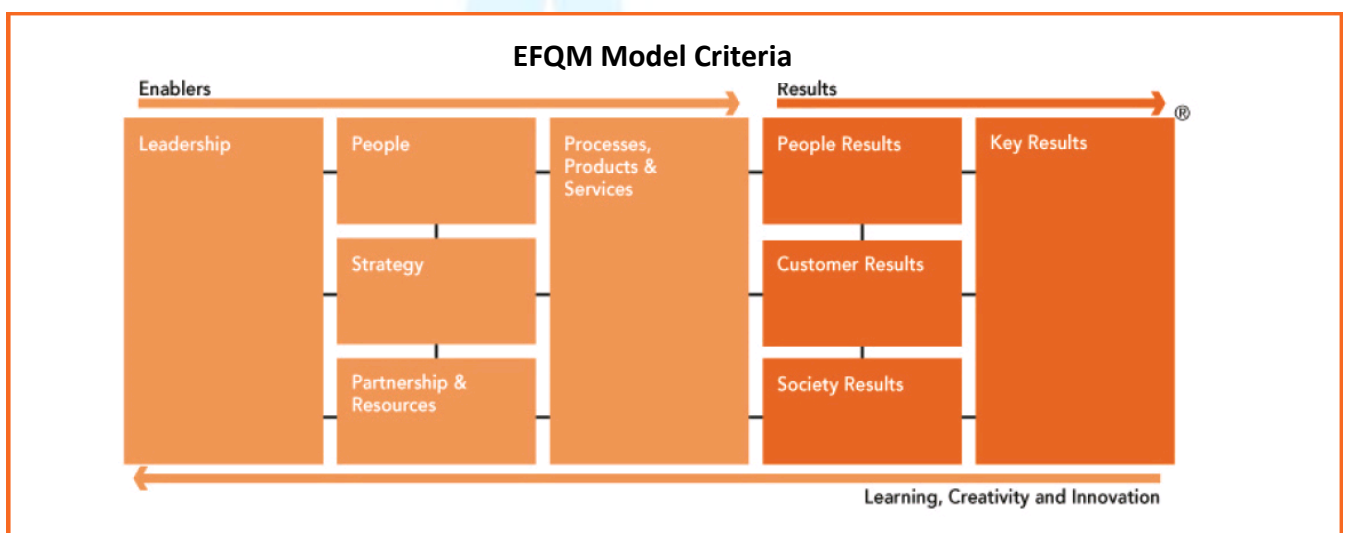 EFQM Model Criteria
Enablers
Results
®
Leadership
People
Processes,
Products &
Services
People Results
Key Results
Strategy
Customer Results
Partnership &
Resources
Society Results
Learning, Creativity and Innovation